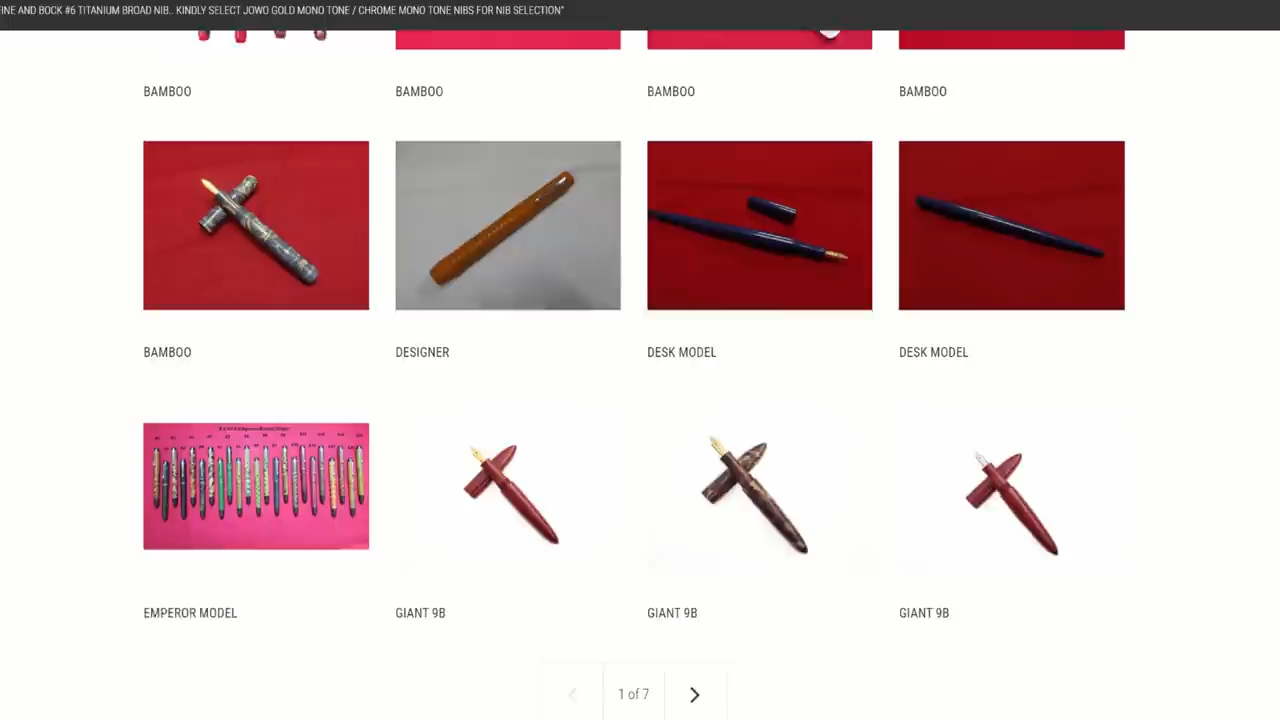 FINE AND BOCK #6 TITANIUM BROAD NIB.. KINDLY SELECT JOWO GOLD MONO TONE / CHROME MONO TONE NIBS FOR NIB SELECTION"
BAMBOO
BAMBOO
BAMBOO
BAMBOO
BAMBOO
DESIGNER
DESK MODEL
DESK MODEL
EMPEROR MODEL
GIANT 9B
GIANT 9B
GIANT 9B
1 of 7